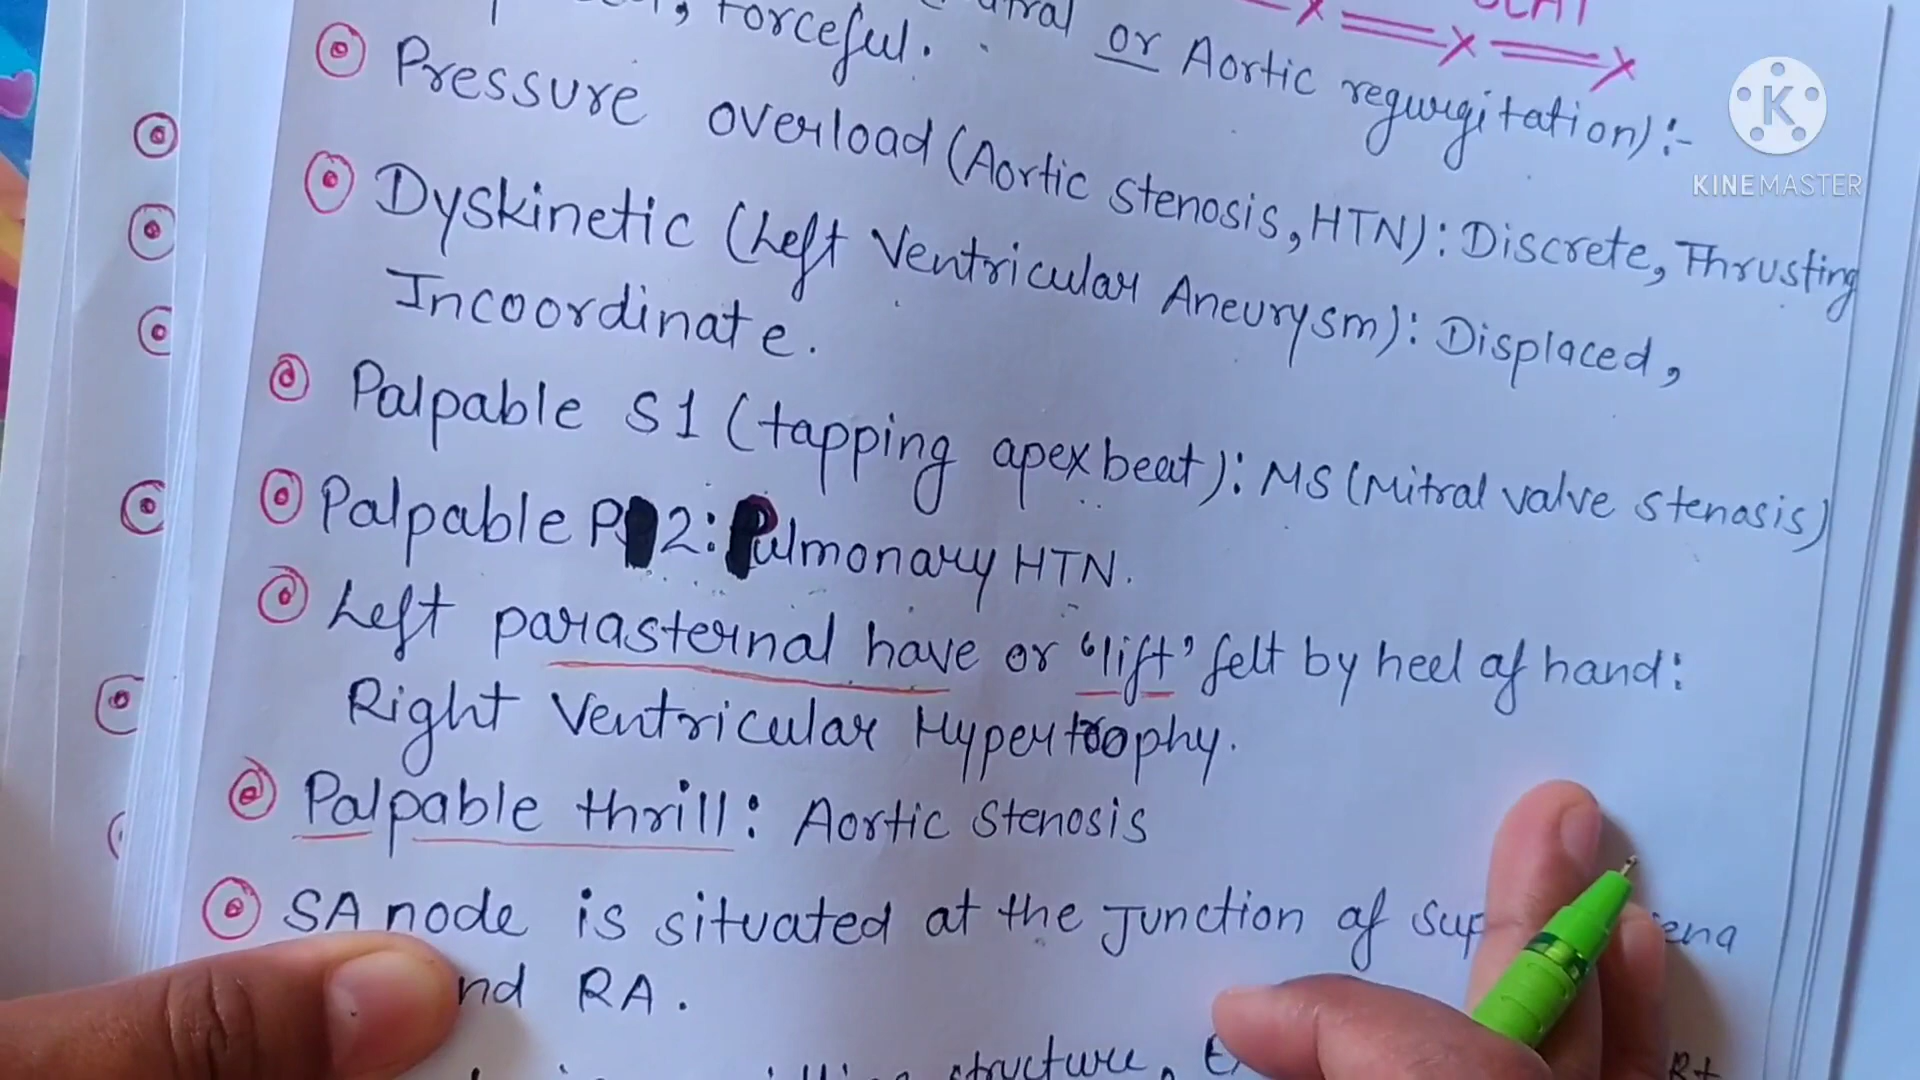 forceful. or Aortic regurgitation):-
Pressure overload (Aortic stenosis, HTN): Discrete, Thrusting
Dyskinetic (Left Ventricular Aneurysm): Displaced,
Incoordinate.
Palpable S1 (tapping apex beat): MS (Mitral valve stenosis)
Palpable P2: Pulmonary HTN.
Left parasternal have or 'lift' felt by heel of hand:
Right Ventricular Hypertrophy.
Palpable thrill: Aortic stenosis
SA node is situated at the junction of
RA.
structure,
K
KINEMASTER